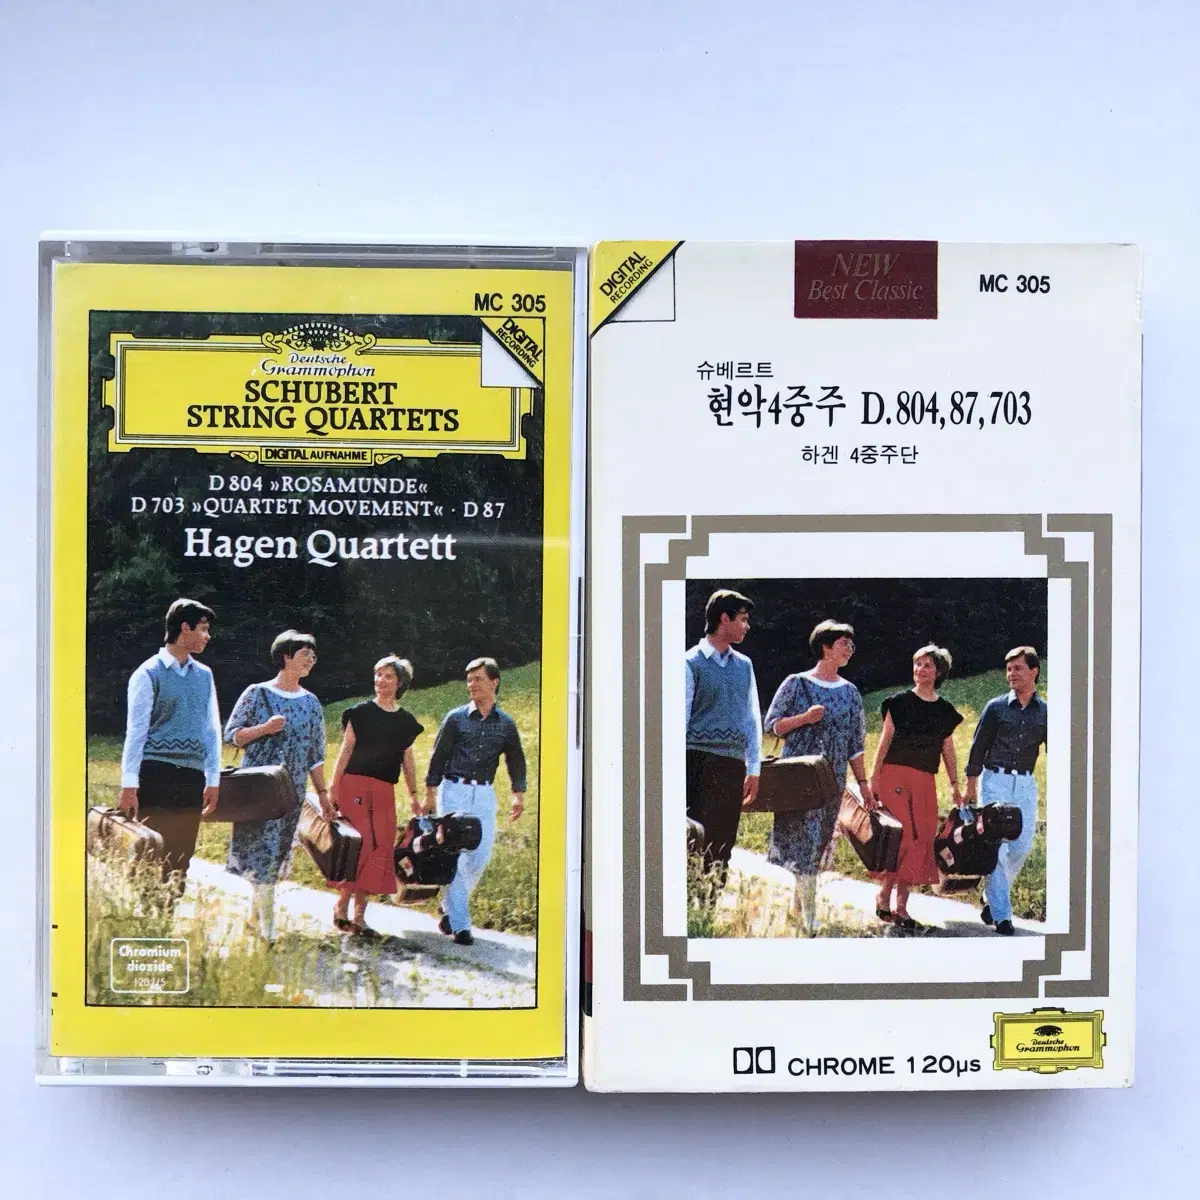 MC 305
DIGITAL
RECORDING
Deutsche
Grammophon
SCHUBERT
STRING QUARTETS
DIGITAL AUFNAHME
D 804 »ROSAMUNDE«
D 703 »QUARTET MOVEMENT« · D 87
Hagen Quartett
Chromium
dioxide
DIGITAL
RECORDING
NEW
Best Classic
MC 305
슈베르트
현악4중주 D.804,87,703
하겐 4중주단
CHROME 120µs
Deutsche
Grammophon